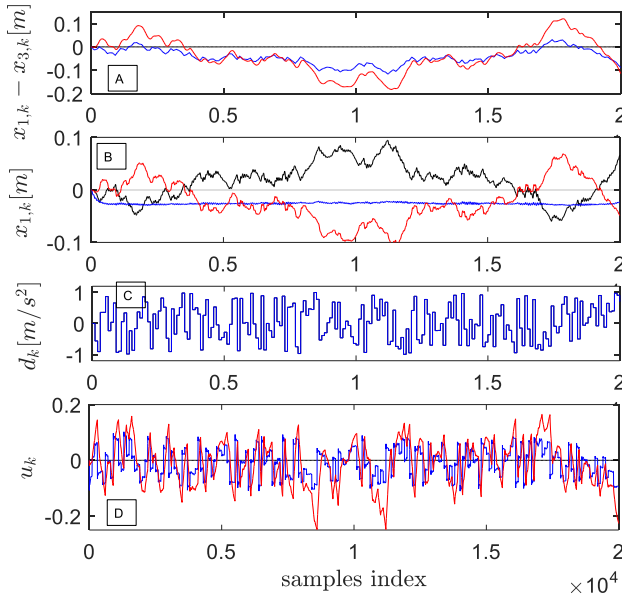 x_{1,k} − x_{3,k}[m]
0.1
0
-0.1
-0.2
A
0 0.5 1 1.5 2
x_{1,k}[m]
0.1
0
-0.1
B
0 0.5 1 1.5 2
d_k[m/s^2]
1
0
-1
C
0 0.5 1 1.5 2
u_k
0.2
0
-0.2
D
0 0.5 1 1.5 2
samples index
×10^4